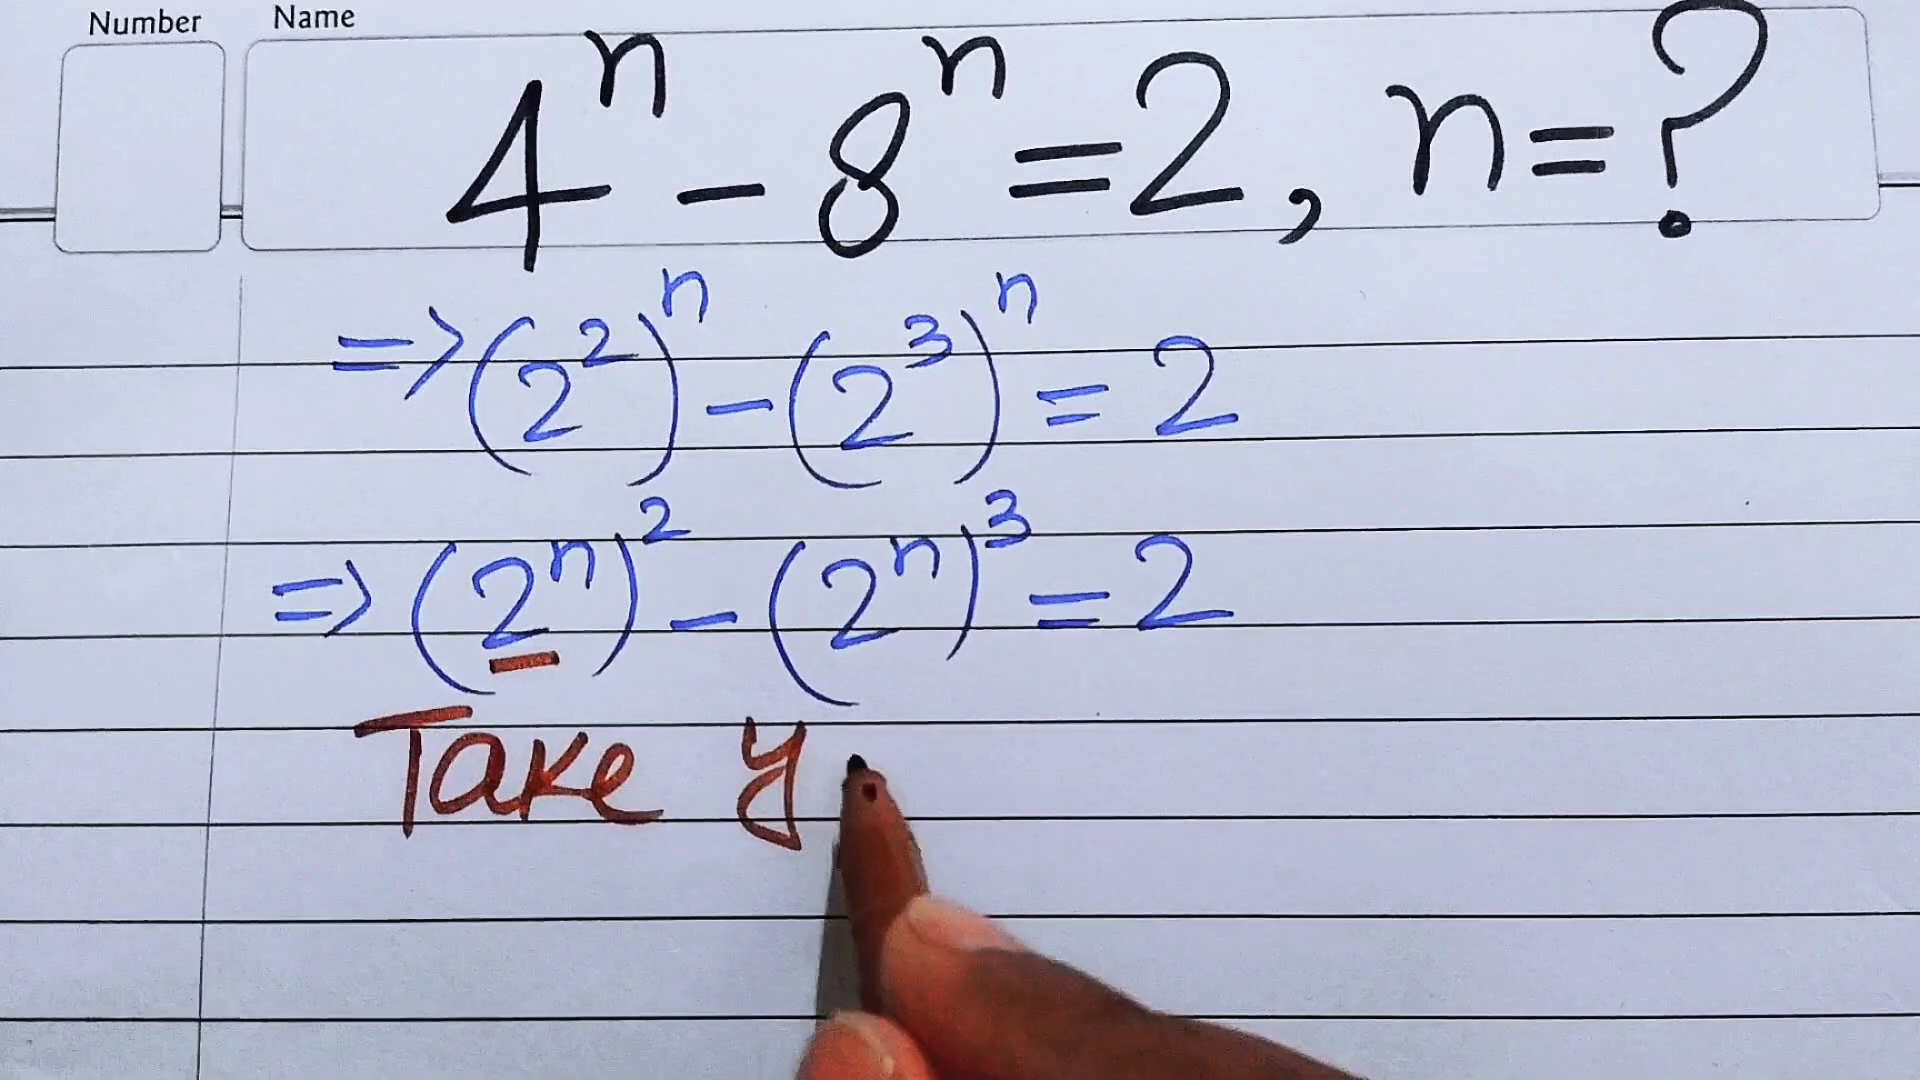 Number Name
4ⁿ - 8ⁿ = 2, n = ?
=> (2²)ⁿ - (2³)ⁿ = 2
=> (2ⁿ)² - (2ⁿ)³ = 2
Take y